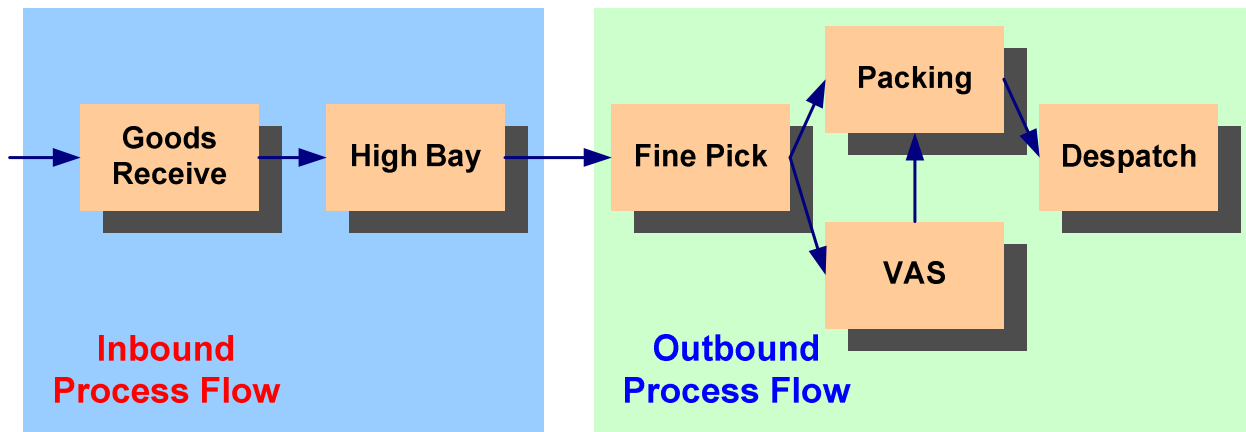 Goods
Receive
High Bay
Fine Pick
Packing
VAS
Despatch
Inbound
Process Flow
Outbound
Process Flow